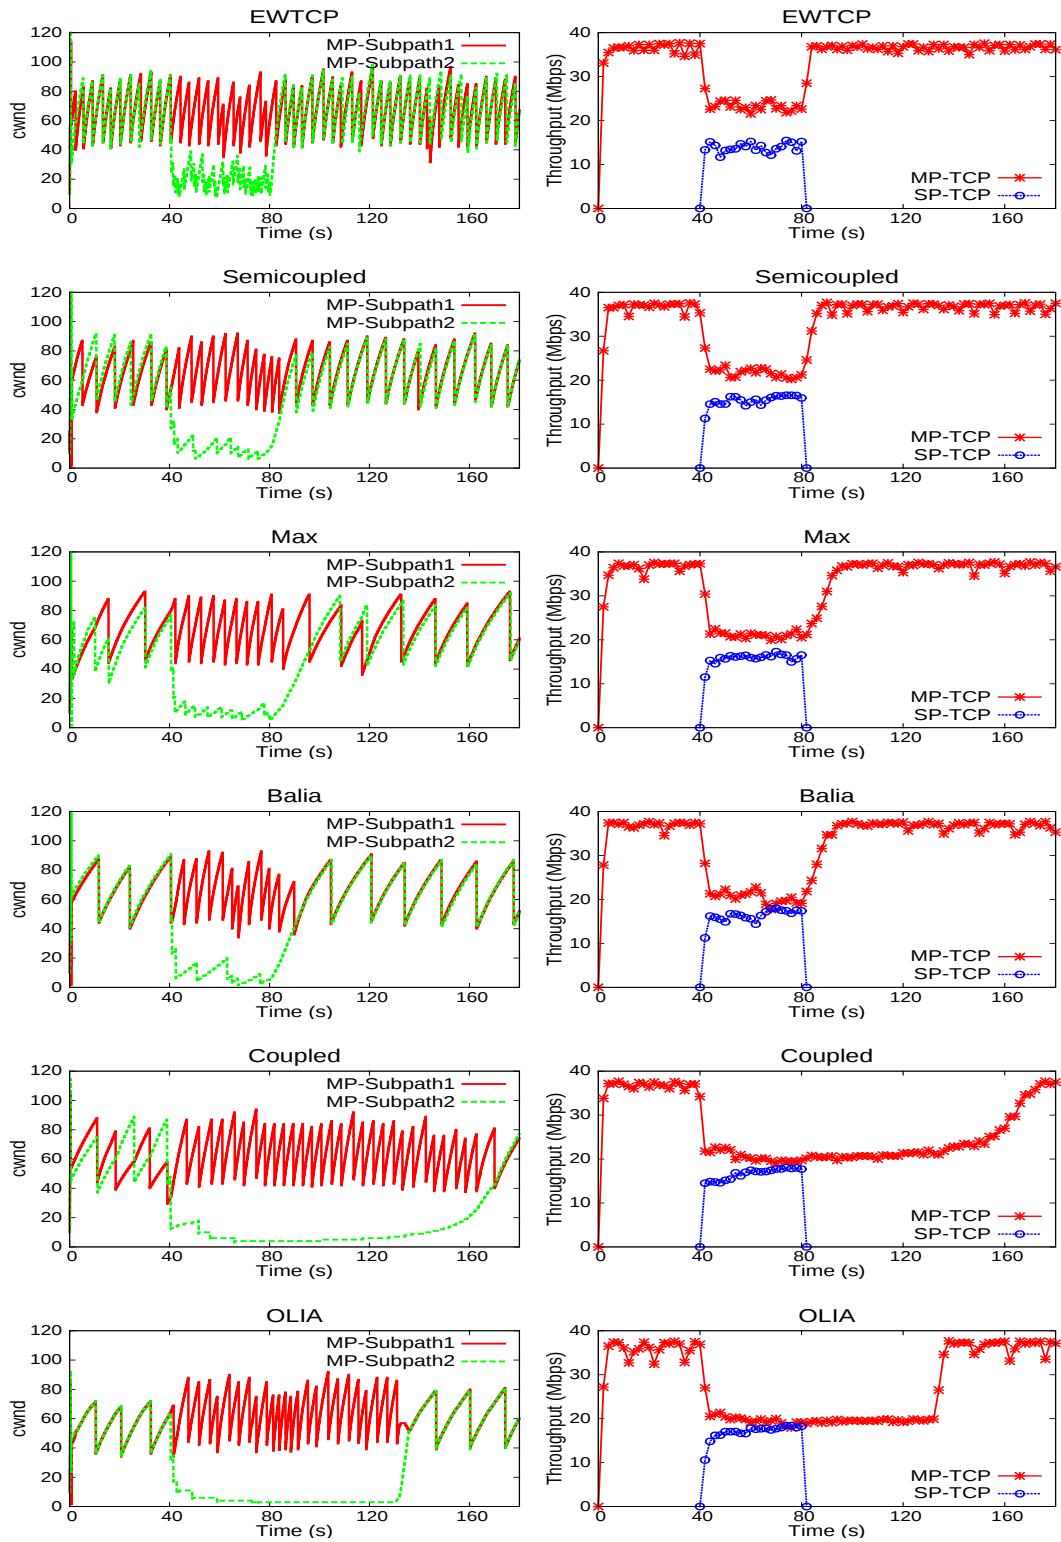 EWTCP
120
100
80
60
40
20
0
cwnd
MP-Subpath1
MP-Subpath2
0 40 80 120 160
Time (s)
EWTCP
40
30
20
10
0
Throughput (Mbps)
MP-TCP
SP-TCP
0 40 80 120 160
Time (s)
Semicoupled
120
100
80
60
40
20
0
cwnd
MP-Subpath1
MP-Subpath2
0 40 80 120 160
Time (s)
Semicoupled
40
30
20
10
0
Throughput (Mbps)
MP-TCP
SP-TCP
0 40 80 120 160
Time (s)
Max
120
100
80
60
40
20
0
cwnd
MP-Subpath1
MP-Subpath2
0 40 80 120 160
Time (s)
Max
40
30
20
10
0
Throughput (Mbps)
MP-TCP
SP-TCP
0 40 80 120 160
Time (s)
Balia
120
100
80
60
40
20
0
cwnd
MP-Subpath1
MP-Subpath2
0 40 80 120 160
Time (s)
Balia
40
30
20
10
0
Throughput (Mbps)
MP-TCP
SP-TCP
0 40 80 120 160
Time (s)
Coupled
120
100
80
60
40
20
0
cwnd
MP-Subpath1
MP-Subpath2
0 40 80 120 160
Time (s)
Coupled
40
30
20
10
0
Throughput (Mbps)
MP-TCP
SP-TCP
0 40 80 120 160
Time (s)
OLIA
120
100
80
60
40
20
0
cwnd
MP-Subpath1
MP-Subpath2
0 40 80 120 160
Time (s)
OLIA
40
30
20
10
0
Throughput (Mbps)
MP-TCP
SP-TCP
0 40 80 120 160
Time (s)